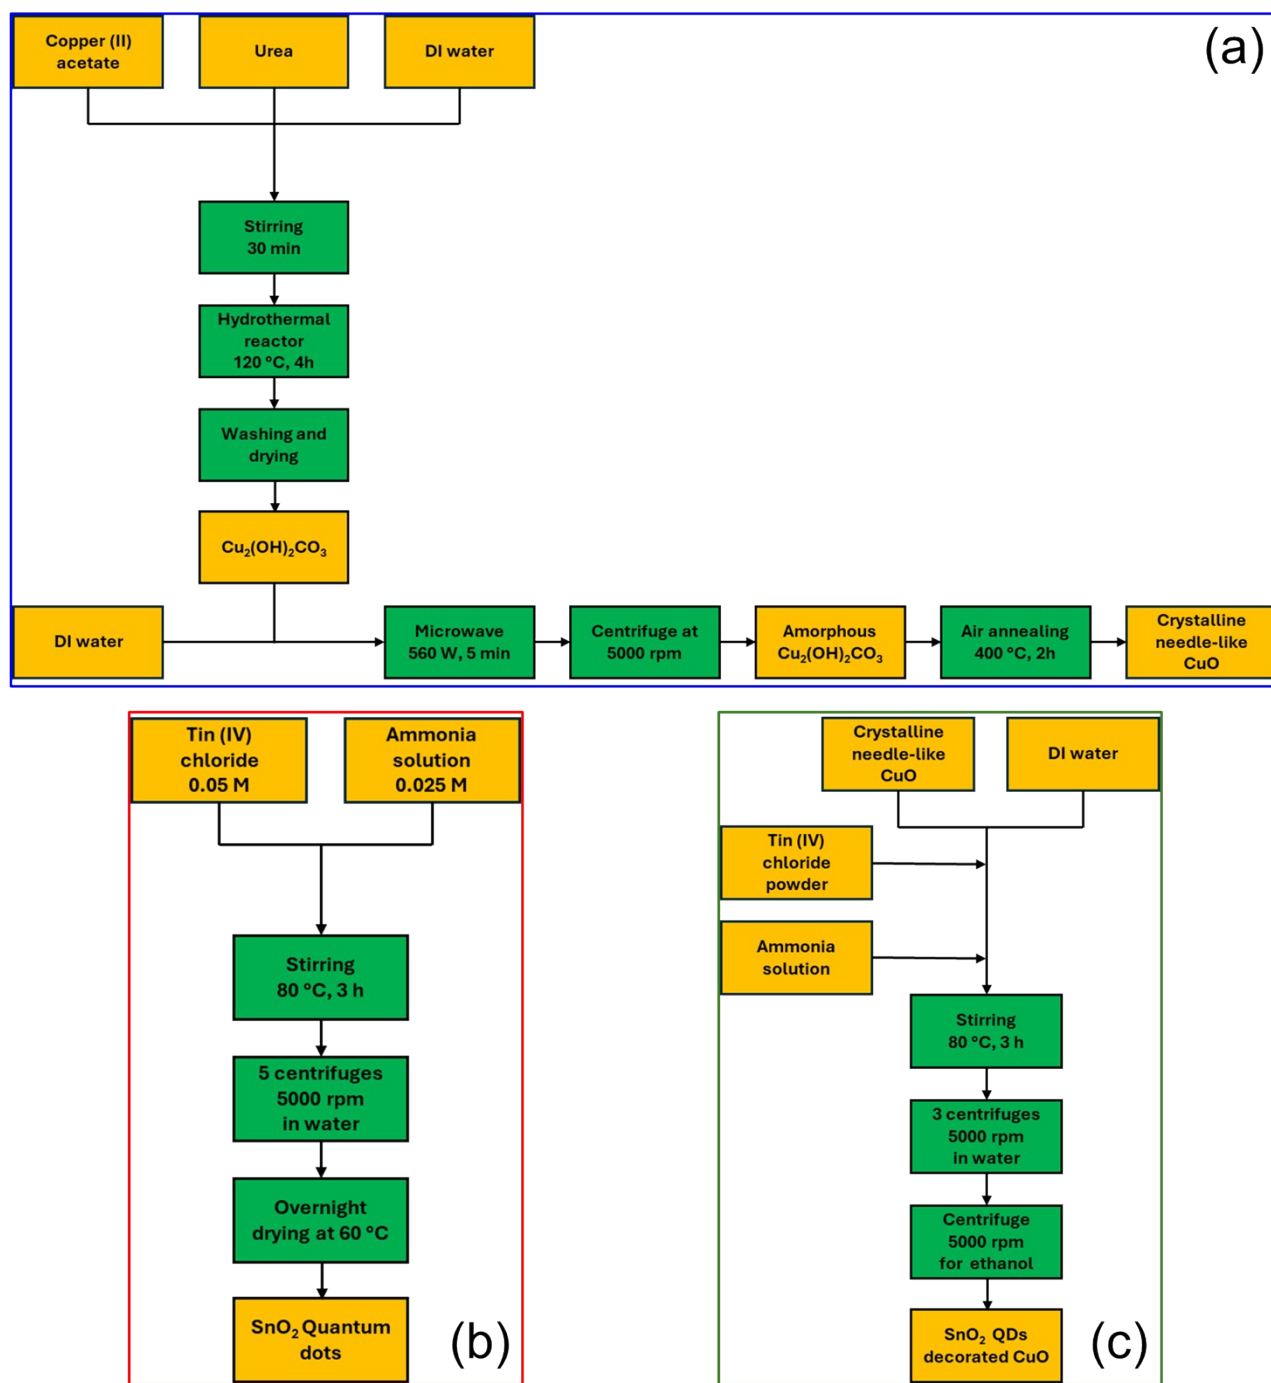 Copper (II)
acetate
Urea
DI water
(a)
Stirring
30 min
Hydrothermal
reactor
120 °C, 4h
Washing and
drying
Cu₂(OH)₂CO₃
DI water
Microwave
560 W, 5 min
Centrifuge at
5000 rpm
Amorphous
Cu₂(OH)₂CO₃
Air annealing
400 °C, 2h
Crystalline
needle-like
CuO
Tin (IV)
chloride
0.05 M
Ammonia
solution
0.025 M
Stirring
80 °C, 3 h
5 centrifuges
5000 rpm
in water
Overnight
drying at 60 °C
SnO₂ Quantum
dots
(b)
Crystalline
needle-like
CuO
DI water
Tin (IV)
chloride
powder
Ammonia
solution
Stirring
80 °C, 3 h
3 centrifuges
5000 rpm
in water
Centrifuge
5000 rpm
for ethanol
SnO₂ QDs
decorated CuO
(c)